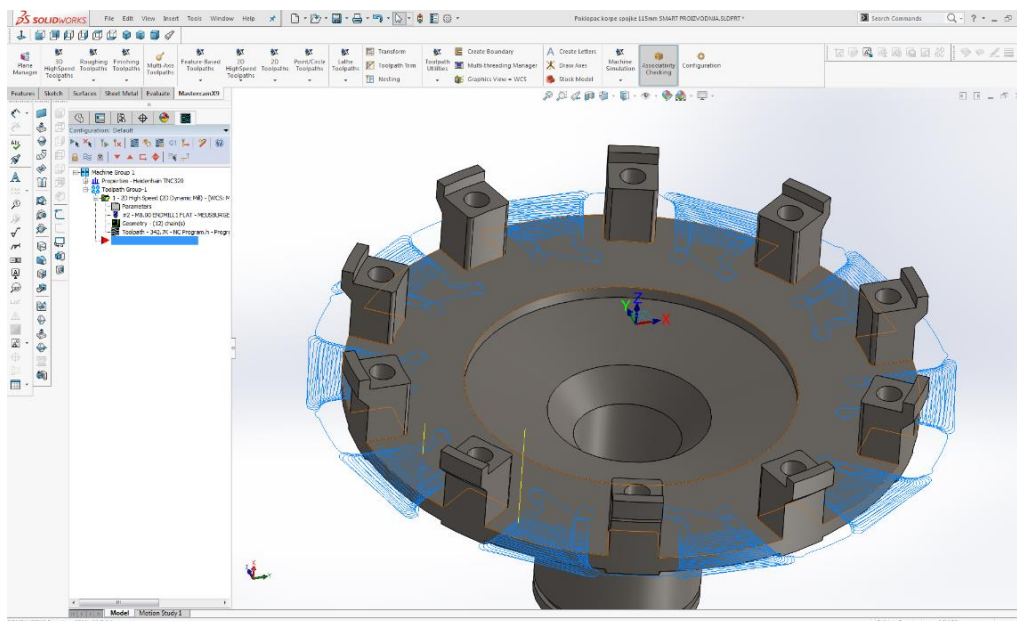 SOLIDWORKS File Edit View Insert Tools Window Help
Poklopac korpe spojke 115mm SMART PROIZVODNJA.SLDPRT *
Search Commands
Plane Manager
3D HighSpeed Toolpaths
Roughing Toolpaths
Finishing Toolpaths
Multi-Axis Toolpaths
Feature-Based Toolpaths
2D HighSpeed Toolpaths
2D Toolpaths
Point/Circle Toolpaths
Lathe Toolpaths
Transform
Toolpath Trim
Nesting
Toolpath Utilities
Create Boundary
Multi-threading Manager
Graphics View + WCS
Create Letters
Draw Axes
Stock Model
Machine Simulation
Associativity Checking
Configuration
Features Sketch Surfaces Sheet Metal Evaluate MastercamX9
Configuration: Default
G1
Machine Group 1
Properties - Heidenhain TNC320
Toolpath Group-1
1 - 2D High Speed (2D Dynamic Mill) - [WCS: M
Parameters
#2 - M8.00 ENDMILL1 FLAT - MEUSBURGE
Geometry - (12) chain(s)
Toolpath - 342.7K - NC Program.h - Progr
Z
Y
X
Model Motion Study 1